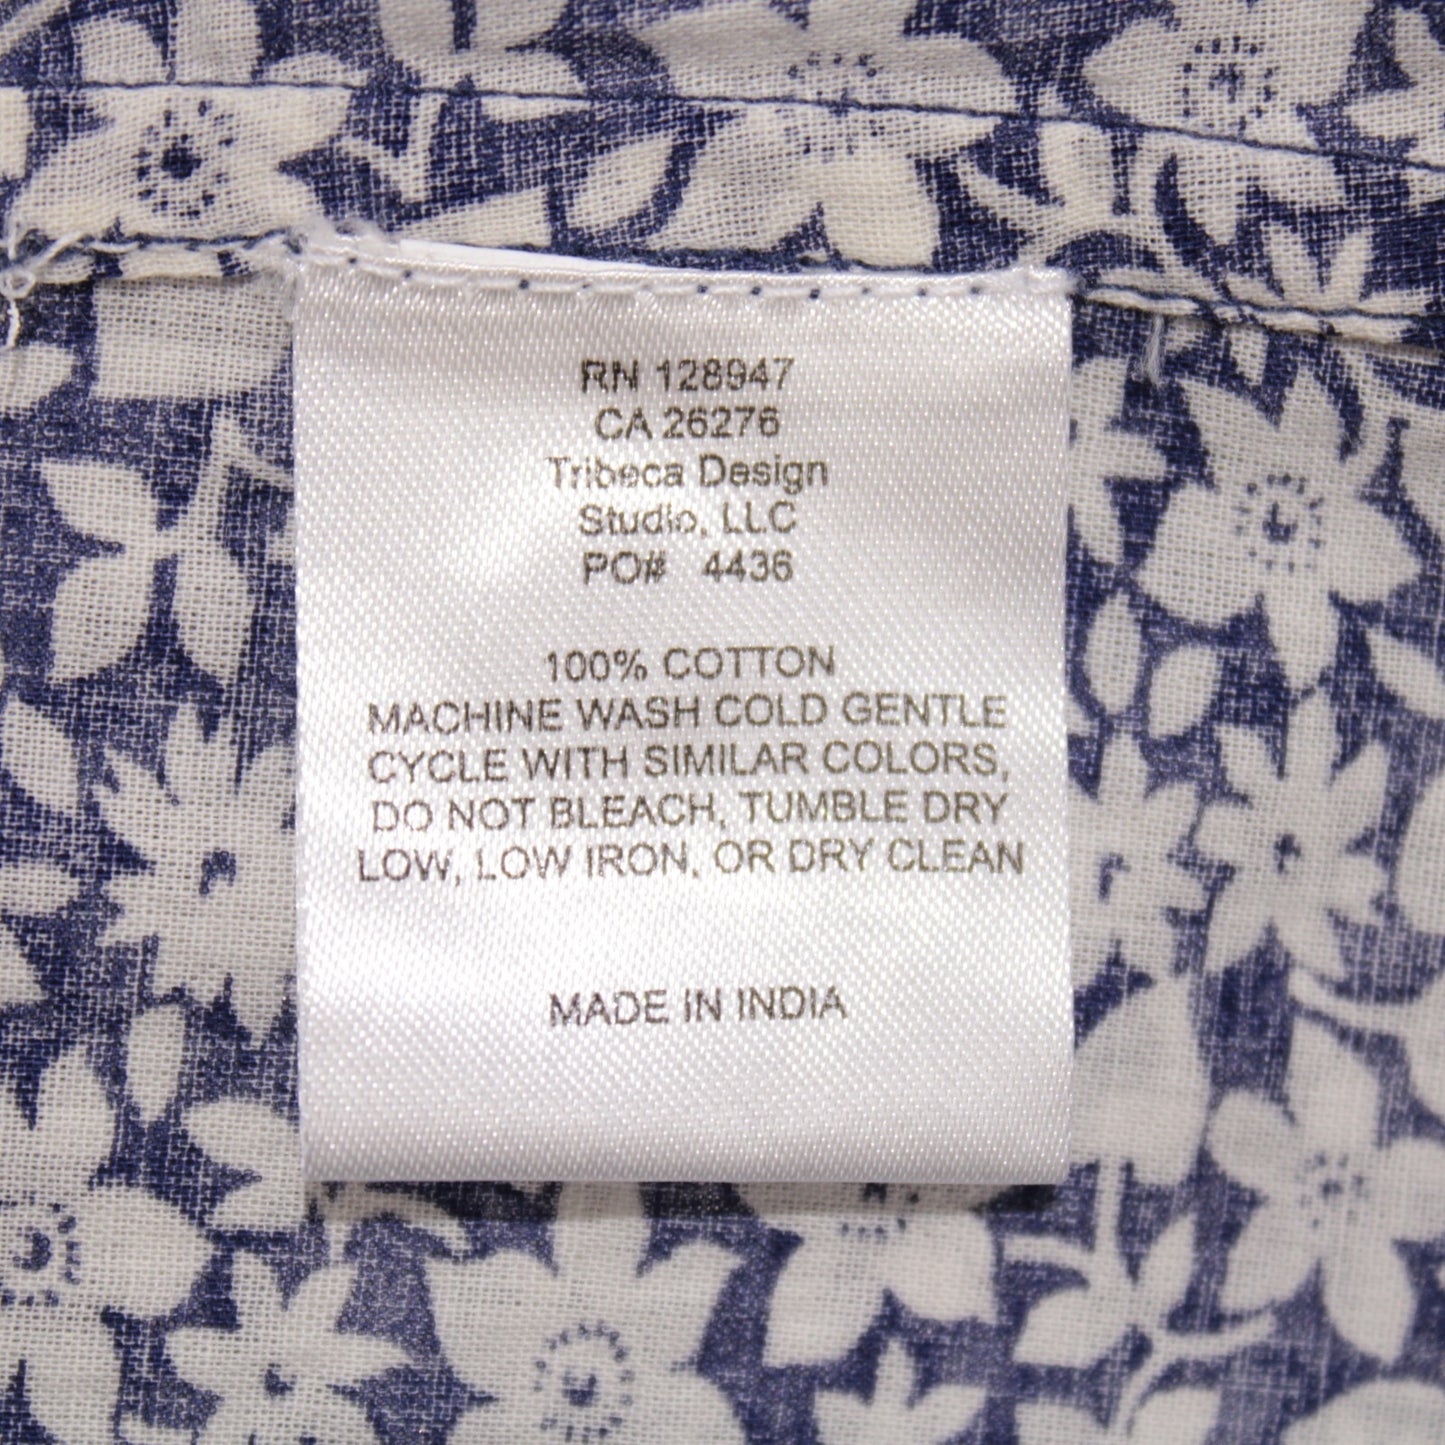 RN 128947
CA 26276
Tribeca Design
Studio, LLC
PO# 4436
100% COTTON
MACHINE WASH COLD GENTLE
CYCLE WITH SIMILAR COLORS,
DO NOT BLEACH, TUMBLE DRY
LOW, LOW IRON, OR DRY CLEAN
MADE IN INDIA